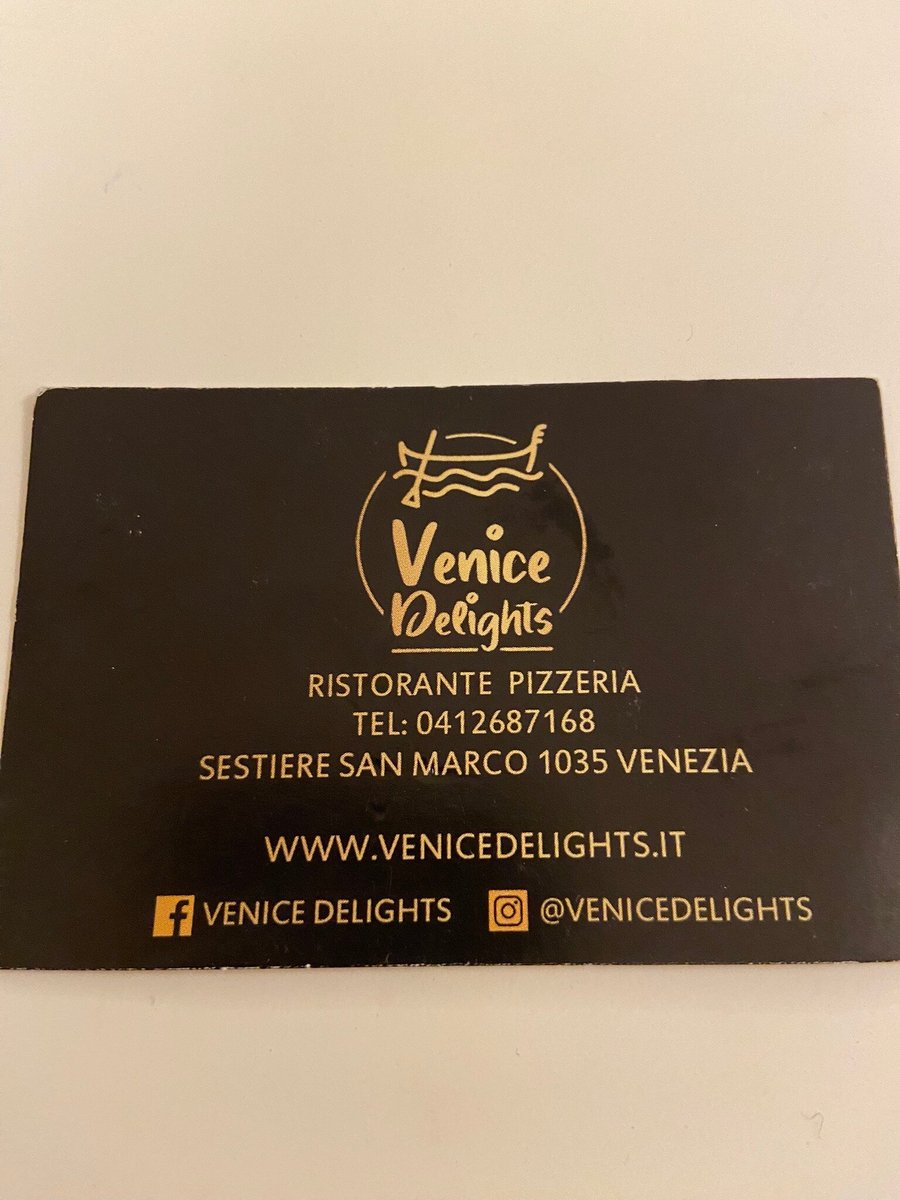 Venice
Delights
RISTORANTE PIZZERIA
TEL: 0412687168
SESTIERE SAN MARCO 1035 VENEZIA
WWW.VENICEDELIGHTS.IT
f VENICE DELIGHTS @VENICEDELIGHTS